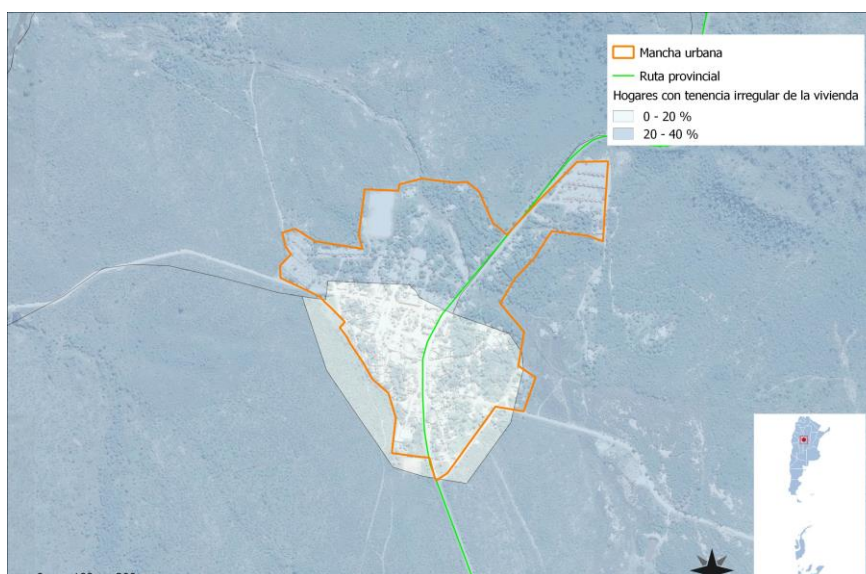 Mancha urbana
Ruta provincial
Hogares con tenencia irregular de la vivienda
0 - 20 %
20 - 40 %